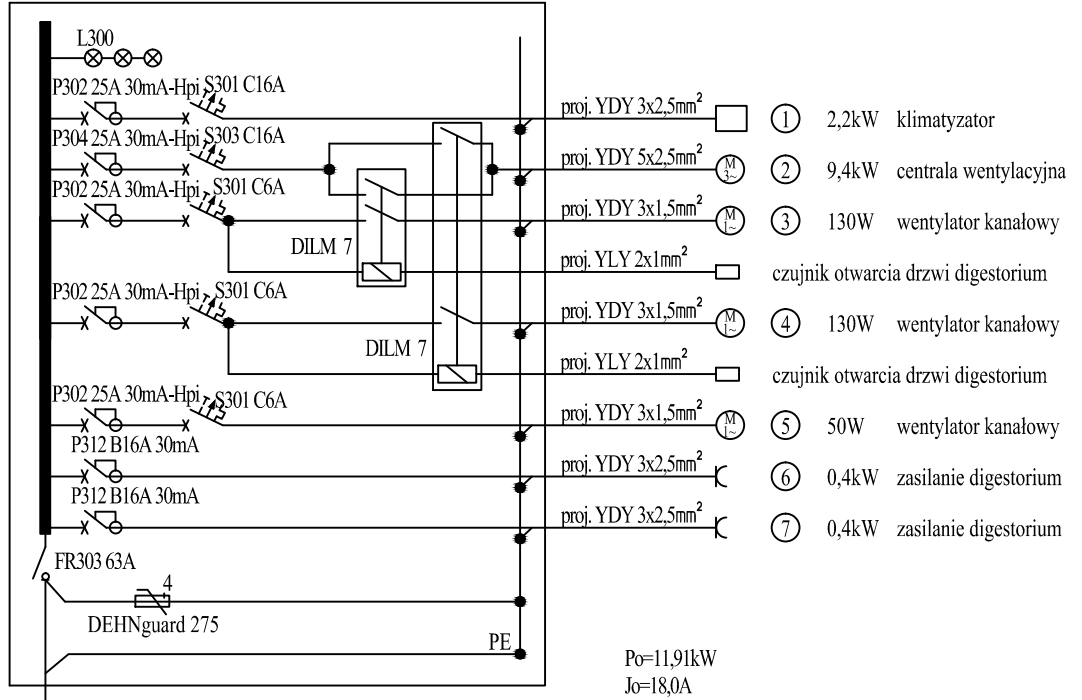 L300
P302 25A 30mA-Hpi S301 C16A
proj. YDY 3x2,5mm² 1 2,2kW klimatyzator
P304 25A 30mA-Hpi S303 C16A
proj. YDY 5x2,5mm² M 3~ 2 9,4kW centrala wentylacyjna
P302 25A 30mA-Hpi S301 C6A
proj. YDY 3x1,5mm² M 1~ 3 130W wentylator kanałowy
DILM 7
proj. YLY 2x1mm² czujnik otwarcia drzwi digestorium
P302 25A 30mA-Hpi S301 C6A
proj. YDY 3x1,5mm² M 1~ 4 130W wentylator kanałowy
DILM 7
proj. YLY 2x1mm² czujnik otwarcia drzwi digestorium
P302 25A 30mA-Hpi S301 C6A
proj. YDY 3x1,5mm² M 1~ 5 50W wentylator kanałowy
P312 B16A 30mA
proj. YDY 3x2,5mm² 6 0,4kW zasilanie digestorium
P312 B16A 30mA
proj. YDY 3x2,5mm² 7 0,4kW zasilanie digestorium
FR303 63A
4
DEHNguard 275
PE
Po=11,91kW
Jo=18,0A